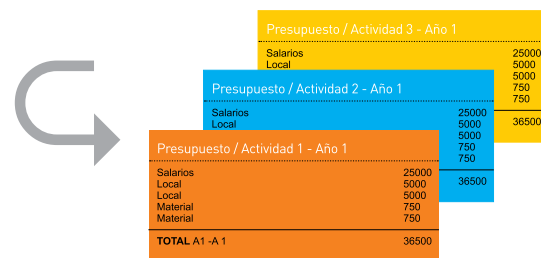 Presupuesto / Actividad 3 - Año 1
Salarios 25000
Local 5000
5000
750
750
36500
Presupuesto / Actividad 2 - Año 1
Salarios 25000
Local 5000
5000
750
750
36500
Presupuesto / Actividad 1 - Año 1
Salarios 25000
Local 5000
Local 5000
Material 750
Material 750
TOTAL A1 -A 1 36500